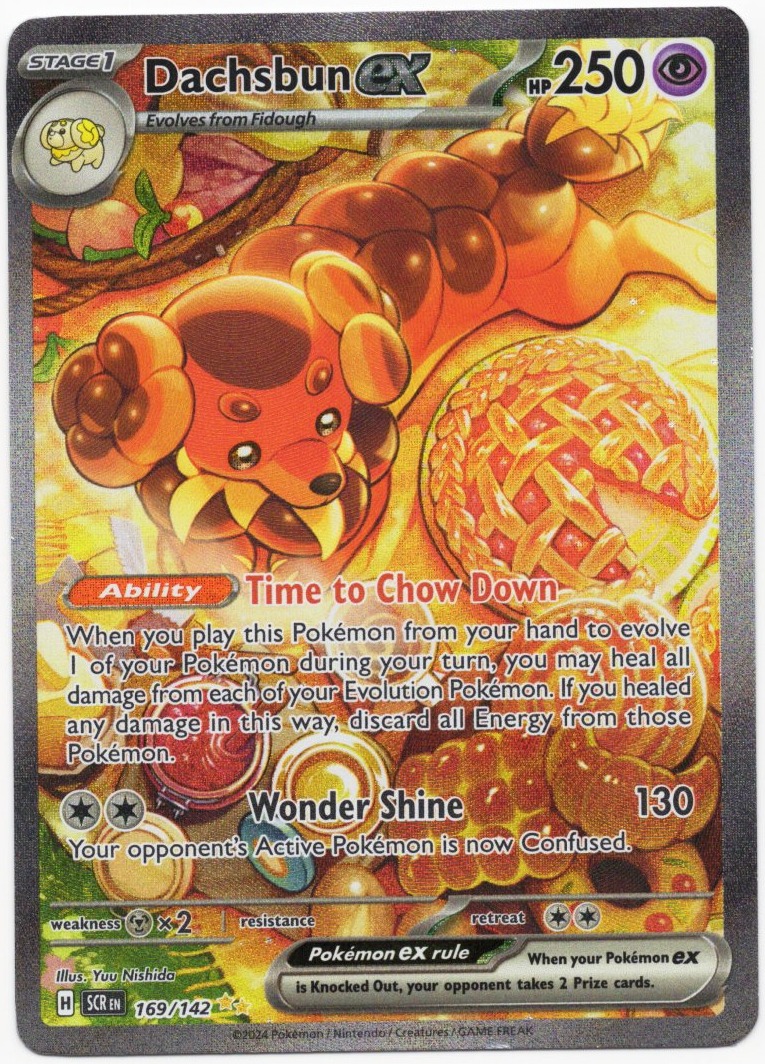 STAGE 1
Dachsbun ex
HP 250
Evolves from Fidough
Ability Time to Chow Down
When you play this Pokémon from your hand to evolve
1 of your Pokémon during your turn, you may heal all
damage from each of your Evolution Pokémon. If you healed
any damage in this way, discard all Energy from those
Pokémon.
Wonder Shine 130
Your opponent's Active Pokémon is now Confused.
weakness ×2 resistance retreat
Pokémon ex rule When your Pokémon ex
is Knocked Out, your opponent takes 2 Prize cards.
Illus. Yuu Nishida
H SCR EN 169/142
©2024 Pokémon / Nintendo / Creatures / GAME FREAK